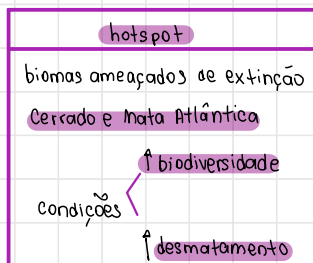 hotspot
biomas ameaçados de extinção
Cerrado e Mata Atlântica
↑ biodiversidade
condições
↑ desmatamento